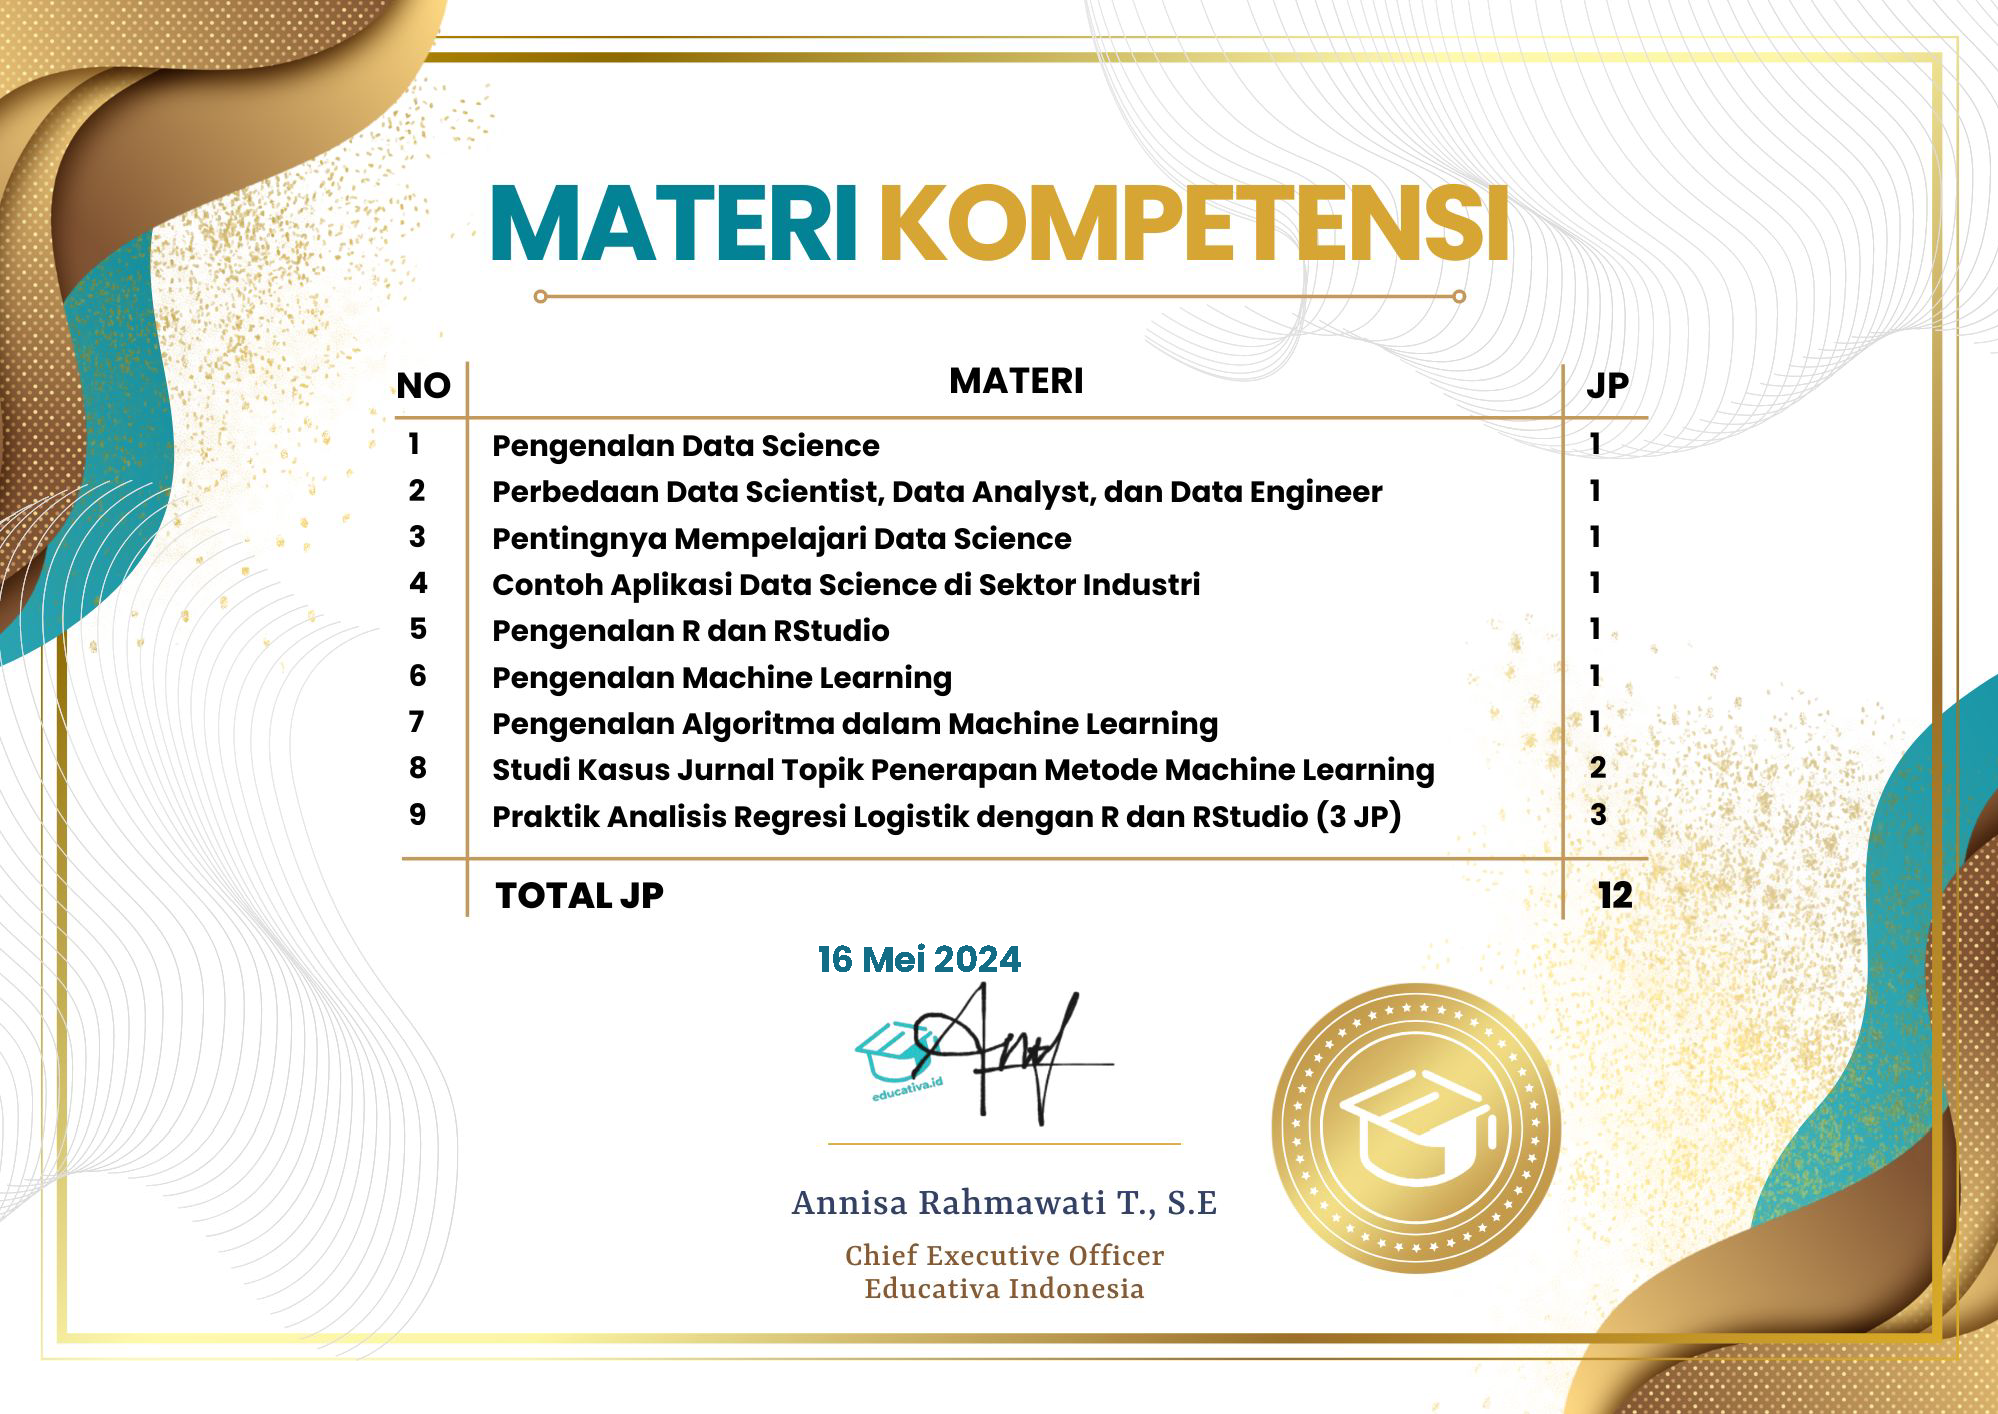 MATERI KOMPETENSI
NO MATERI JP
1 Pengenalan Data Science 1
2 Perbedaan Data Scientist, Data Analyst, dan Data Engineer 1
3 Pentingnya Mempelajari Data Science 1
4 Contoh Aplikasi Data Science di Sektor Industri 1
5 Pengenalan R dan RStudio 1
6 Pengenalan Machine Learning 1
7 Pengenalan Algoritma dalam Machine Learning 1
8 Studi Kasus Jurnal Topik Penerapan Metode Machine Learning 2
9 Praktik Analisis Regresi Logistik dengan R dan RStudio (3 JP) 3
TOTAL JP 12
16 Mei 2024
educativa.id
Annisa Rahmawati T., S.E
Chief Executive Officer
Educativa Indonesia